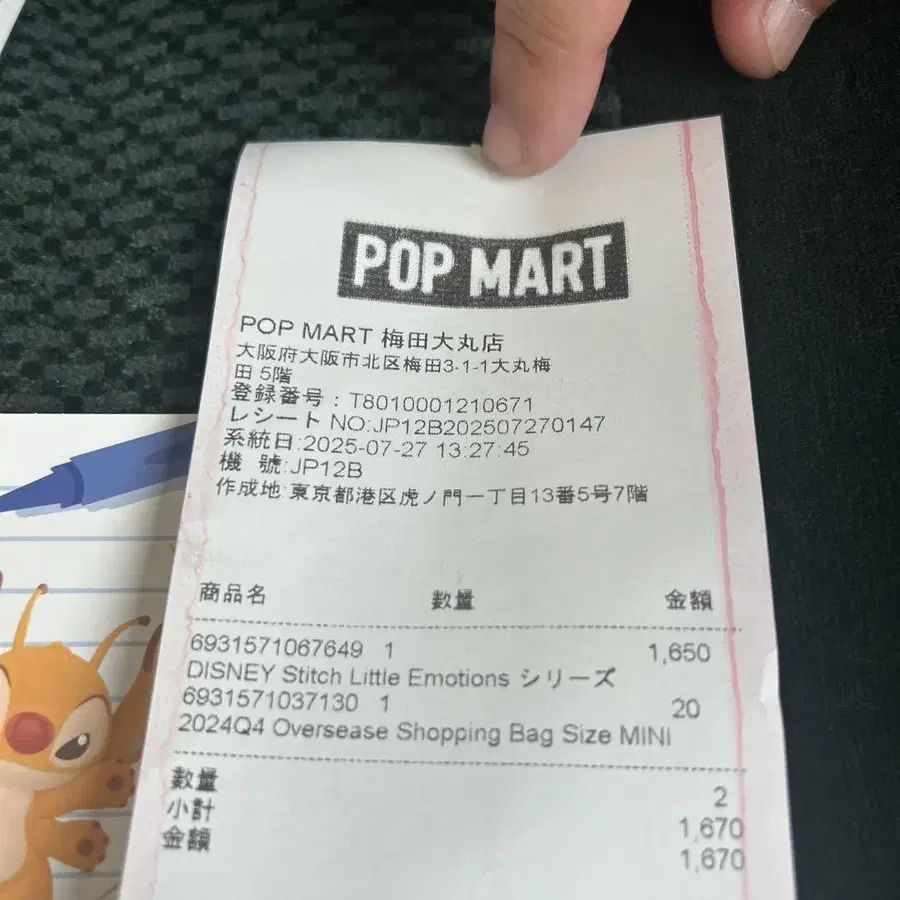 POP MART
POP MART 梅田大丸店
大阪府大阪市北区梅田3-1-1大丸梅
田 5階
登録番号：T8010001210671
レシート NO:JP12B202507270147
系統日:2025-07-27 13:27:45
機 號:JP12B
作成地:東京都港区虎ノ門一丁目13番5号7階
商品名 数量 金額
6931571067649 1 1,650
DISNEY Stitch Little Emotions シリーズ
6931571037130 1 20
2024Q4 Oversease Shopping Bag Size MINI
数量 2
小計 1,670
金額 1,670